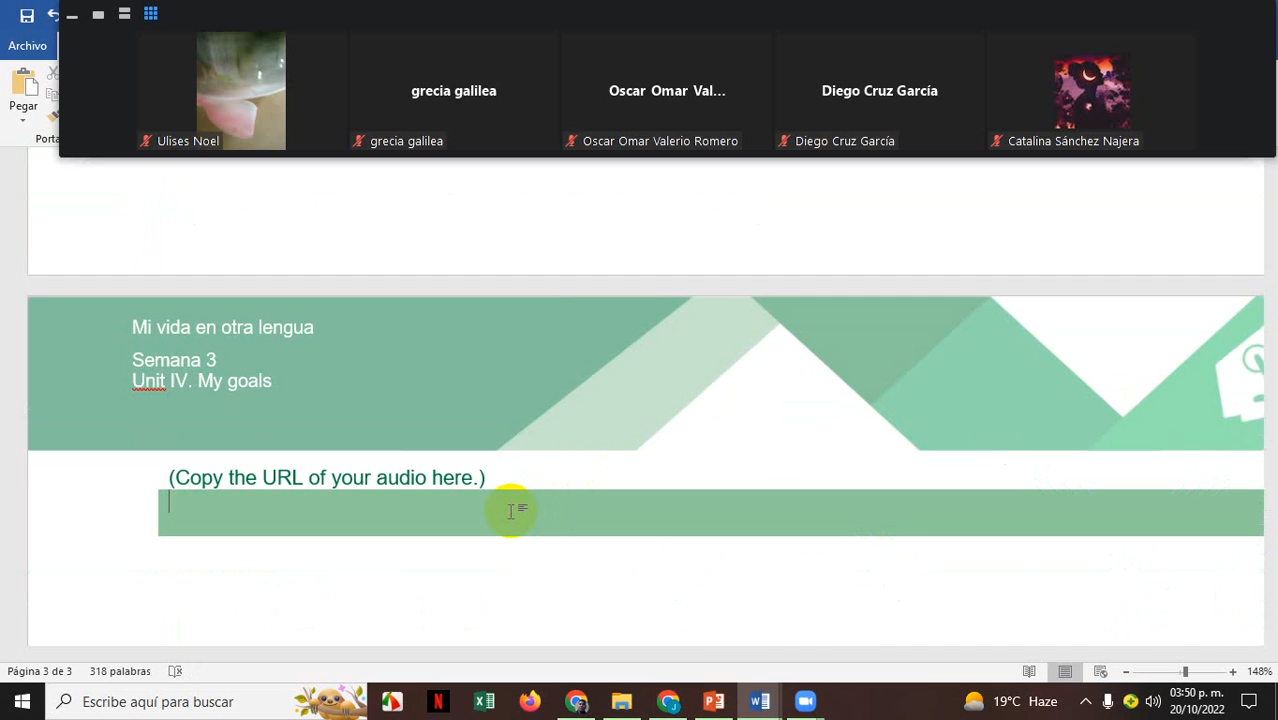 Archivo
Pegar
Porta
grecia galilea
Oscar Omar Val...
Diego Cruz García
Ulises Noel
grecia galilea
Oscar Omar Valerio Romero
Diego Cruz García
Catalina Sánchez Najera
Mi vida en otra lengua
Semana 3
Unit IV. My goals
(Copy the URL of your audio here.)
Página 3 de 3
318 palabras
148%
Escribe aquí para buscar
19°C Haze
03:50 p. m.
20/10/2022